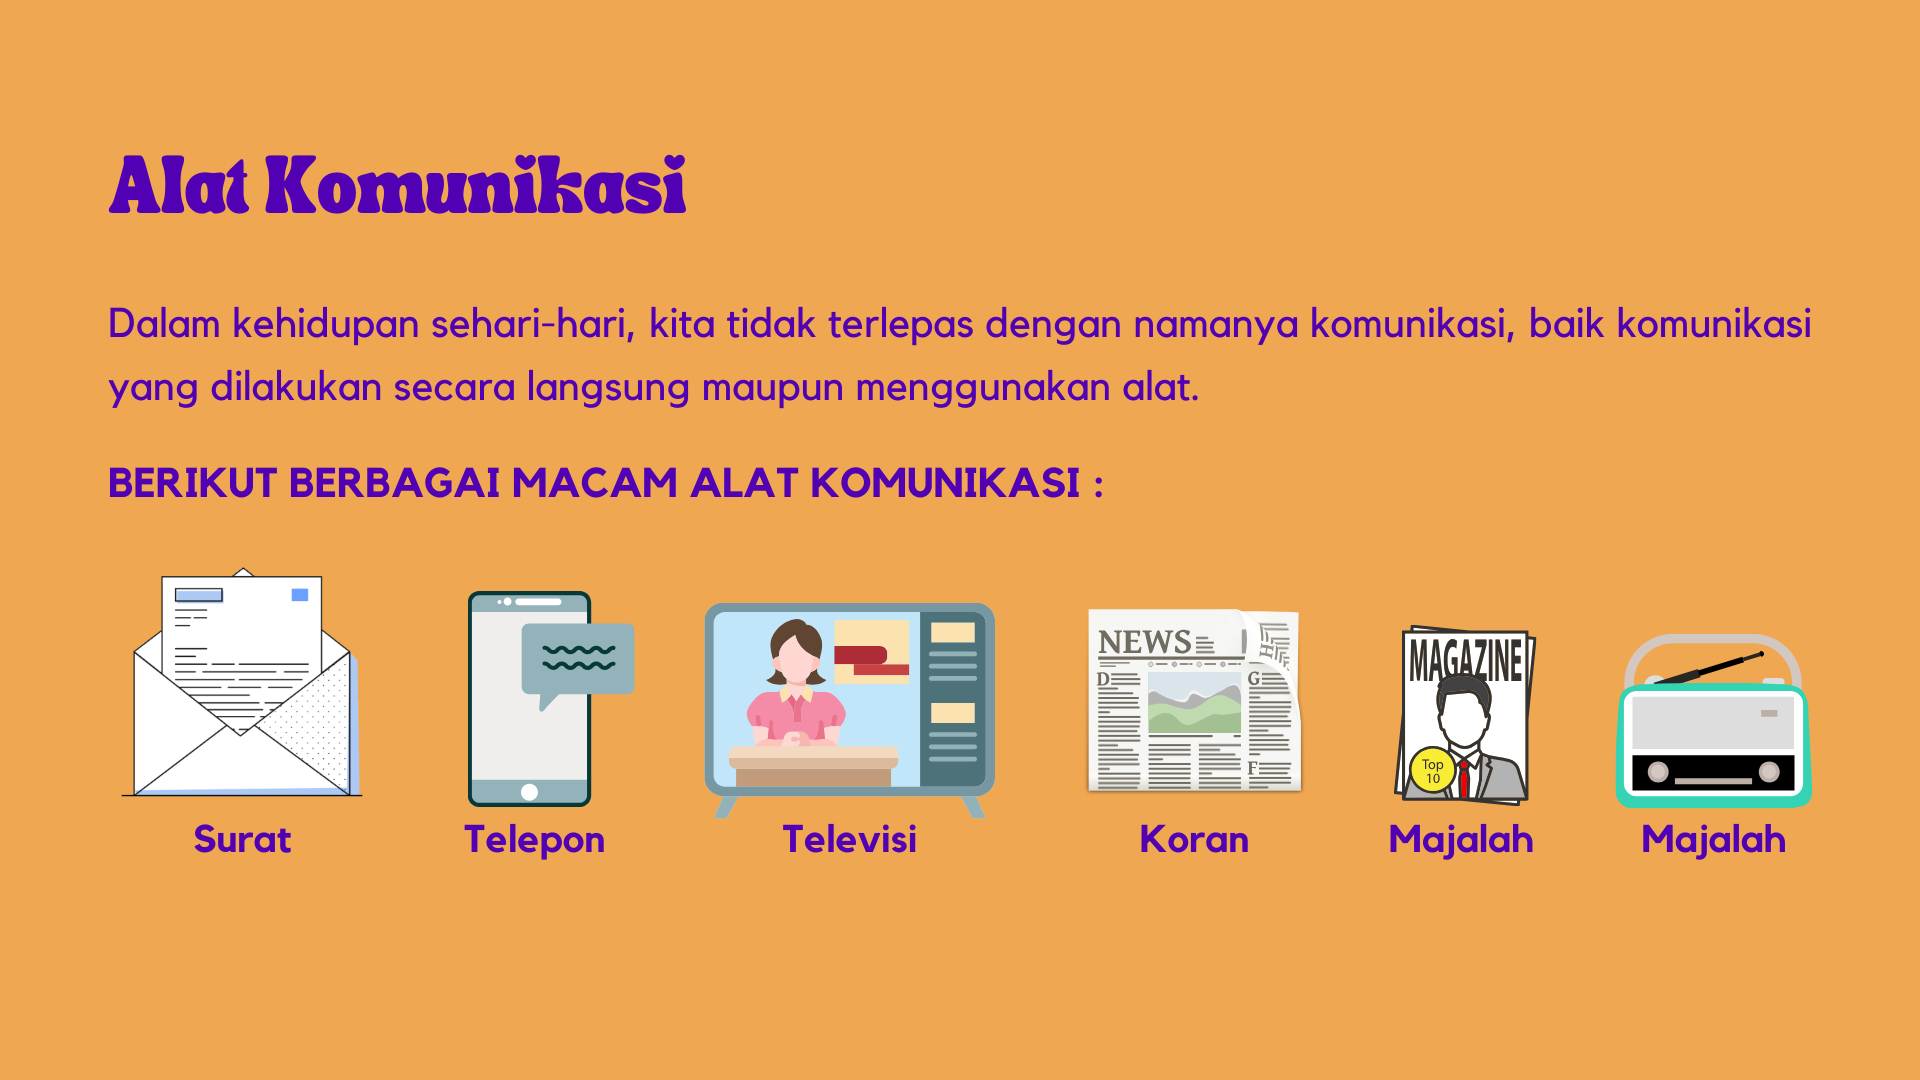 Alat Komunikasi
Dalam kehidupan sehari-hari, kita tidak terlepas dengan namanya komunikasi, baik komunikasi
yang dilakukan secara langsung maupun menggunakan alat.
BERIKUT BERBAGAI MACAM ALAT KOMUNIKASI :
NEWS
D
G
H
F
MAGAZINE
Top
10
Surat
Telepon
Televisi
Koran
Majalah
Majalah